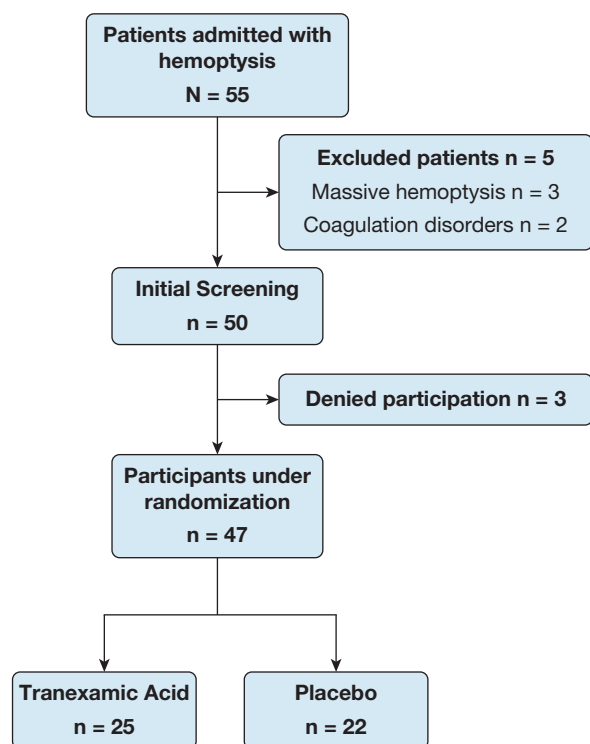 Patients admitted with
hemoptysis
N = 55
Excluded patients n = 5
Massive hemoptysis n = 3
Coagulation disorders n = 2
Initial Screening
n = 50
Denied participation n = 3
Participants under
randomization
n = 47
Tranexamic Acid
n = 25
Placebo
n = 22